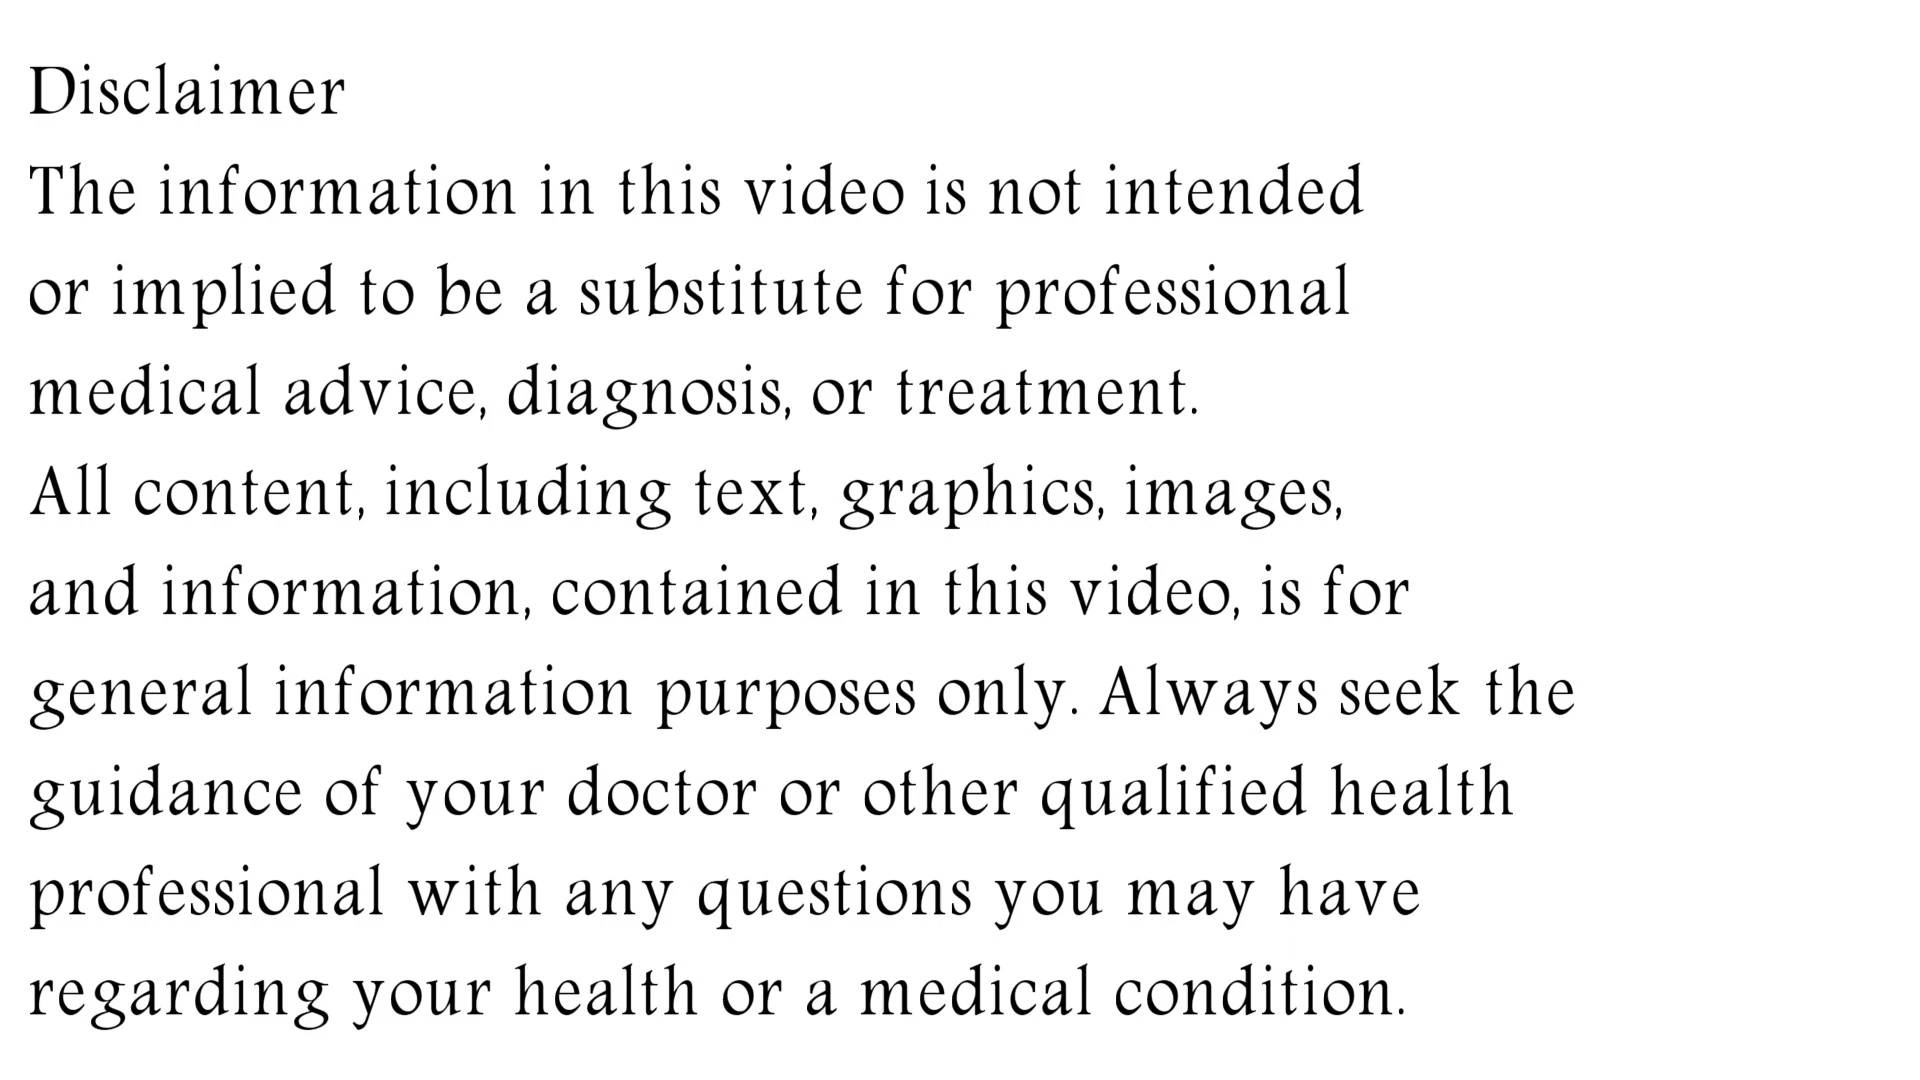 Disclaimer
The information in this video is not intended
or implied to be a substitute for professional
medical advice, diagnosis, or treatment.
All content, including text, graphics, images,
and information, contained in this video, is for
general information purposes only. Always seek the
guidance of your doctor or other qualified health
professional with any questions you may have
regarding your health or a medical condition.